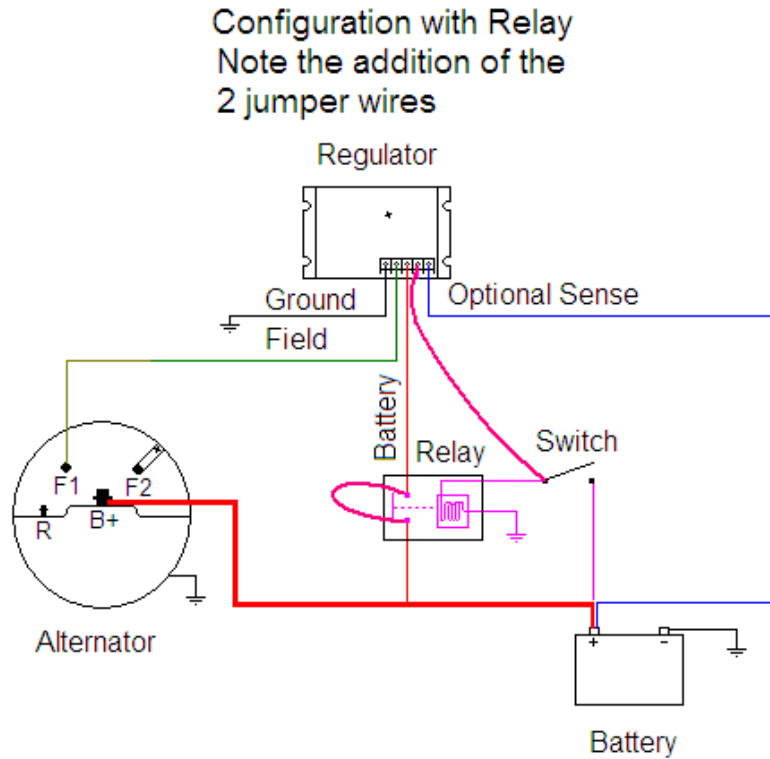 Configuration with Relay
Note the addition of the
2 jumper wires
Regulator
Ground
Optional Sense
Field
Battery
Relay
Switch
F1
F2
R
B+
Alternator
+
-
Battery